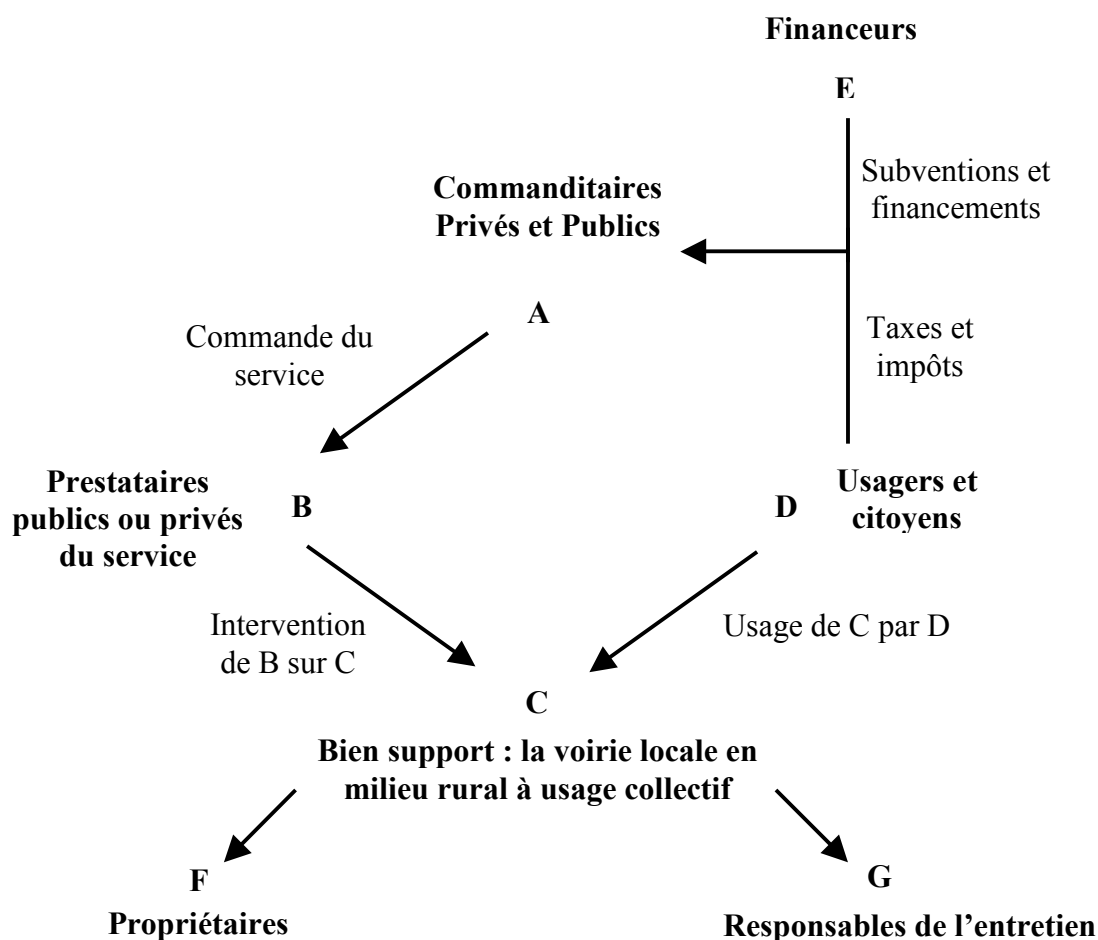 Financeurs
E
Subventions et
financements
Commanditaires
Privés et Publics
A
Taxes et
impôts
Commande du
service
Prestataires
publics ou privés
du service
B
D
Usagers et
citoyens
Intervention
de B sur C
Usage de C par D
C
Bien support : la voirie locale en
milieu rural à usage collectif
F
Propriétaires
G
Responsables de l’entretien